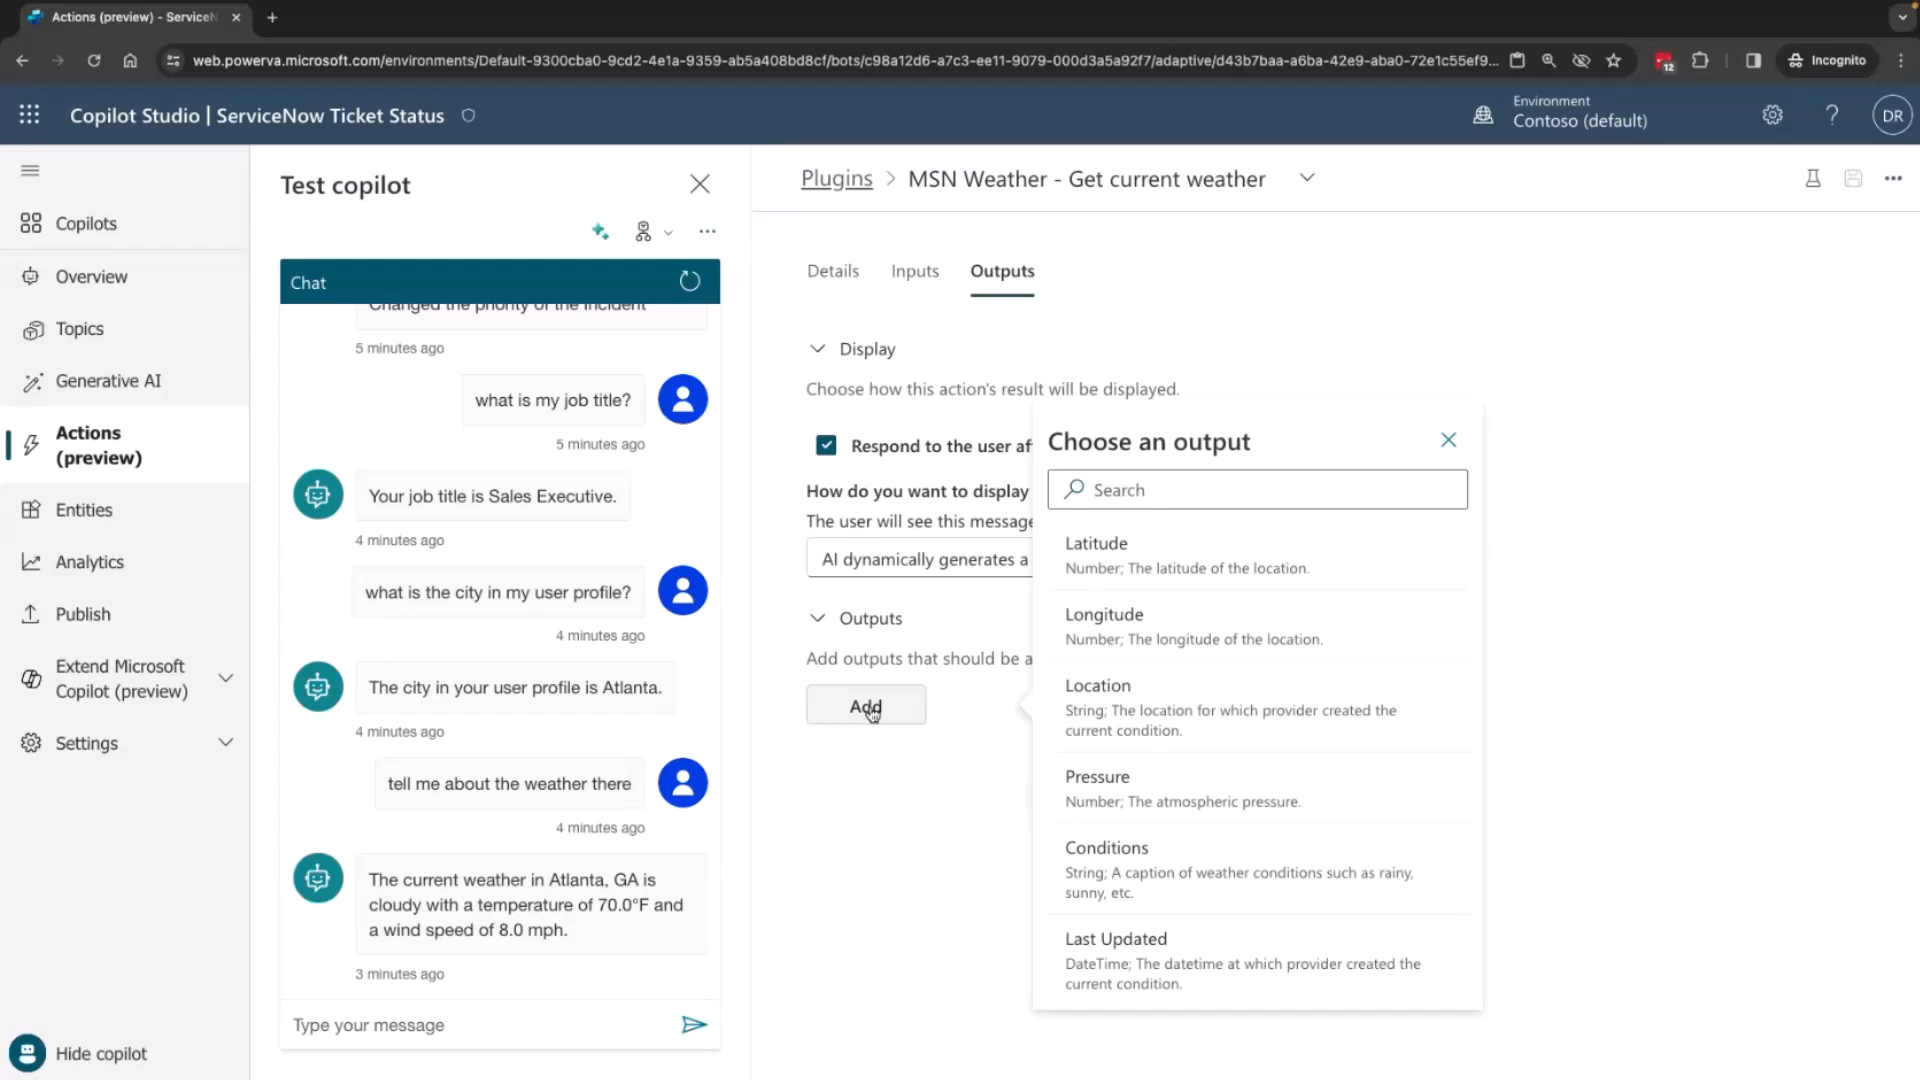 Actions (preview) - ServiceN
web.powerva.microsoft.com/environments/Default-9300cba0-9cd2-4e1a-9359-ab5a408bd8cf/bots/c98a12d6-a7c3-ee11-9079-000d3a5a92f7/adaptive/d43b7baa-a6ba-42e9-aba0-72e1c55ef9...
12
Incognito
Copilot Studio | ServiceNow Ticket Status
Environment
Contoso (default)
?
DR
Copilots
Overview
Topics
Generative AI
Actions
(preview)
Entities
Analytics
Publish
Extend Microsoft
Copilot (preview)
Settings
Hide copilot
Test copilot
Chat
Changed the priority of the incident
5 minutes ago
what is my job title?
5 minutes ago
Your job title is Sales Executive.
4 minutes ago
what is the city in my user profile?
4 minutes ago
The city in your user profile is Atlanta.
4 minutes ago
tell me about the weather there
4 minutes ago
The current weather in Atlanta, GA is
cloudy with a temperature of 70.0°F and
a wind speed of 8.0 mph.
3 minutes ago
Type your message
Plugins > MSN Weather - Get current weather
Details Inputs Outputs
Display
Choose how this action's result will be displayed.
Respond to the user af
How do you want to display
The user will see this message
AI dynamically generates a
Outputs
Add outputs that should be a
Add
Choose an output
Search
Latitude
Number; The latitude of the location.
Longitude
Number; The longitude of the location.
Location
String; The location for which provider created the
current condition.
Pressure
Number; The atmospheric pressure.
Conditions
String; A caption of weather conditions such as rainy,
sunny, etc.
Last Updated
DateTime; The datetime at which provider created the
current condition.